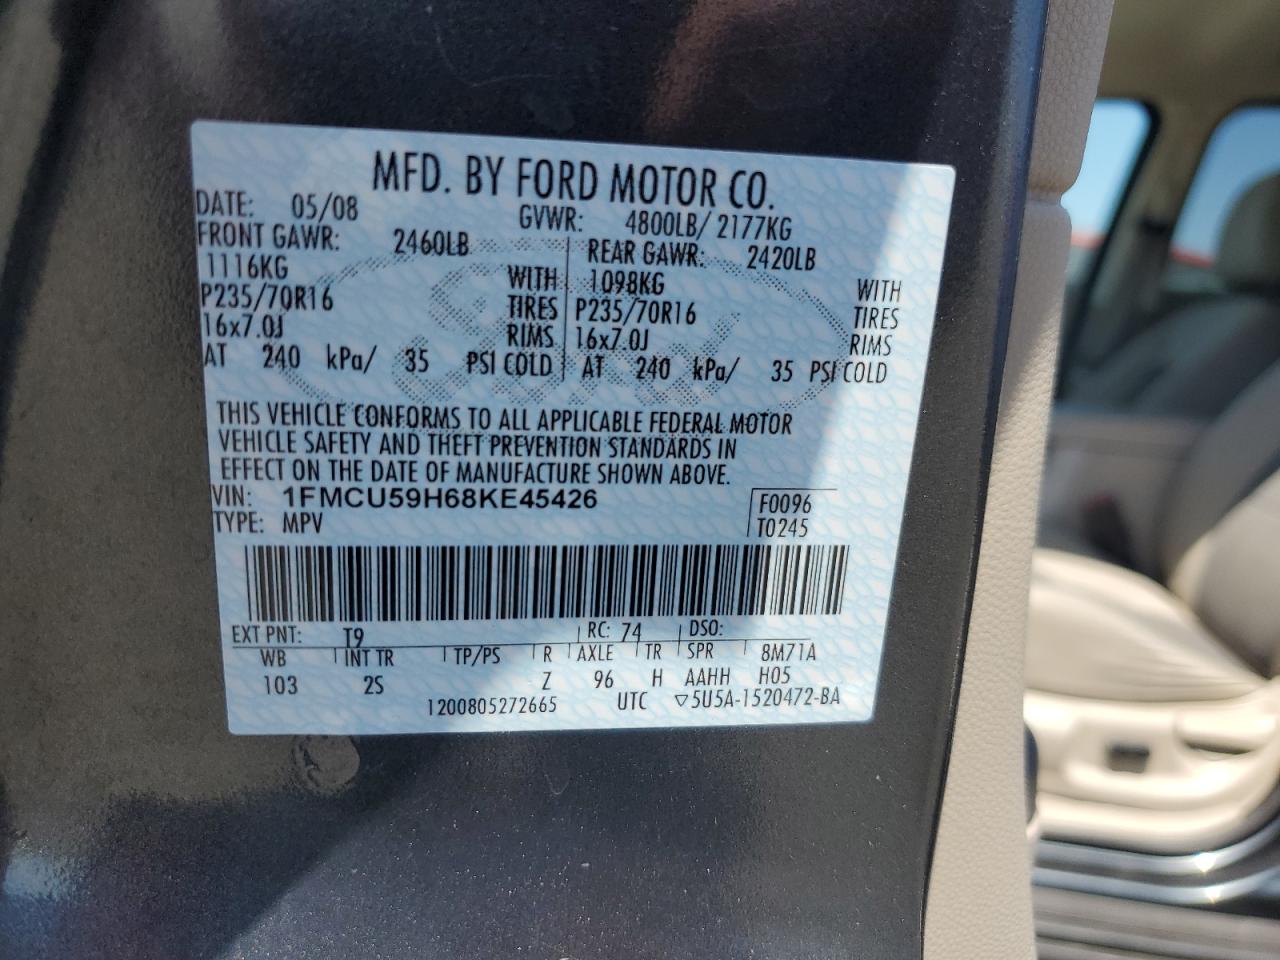 MFD. BY FORD MOTOR CO.
DATE: 05/08 GVWR: 4800LB/ 2177KG
FRONT GAWR: 2460LB REAR GAWR: 2420LB
1116KG WITH 1098KG WITH
P235/70R16 TIRES P235/70R16 TIRES
16x7.0J RIMS 16x7.0J RIMS
AT 240 kPa/ 35 PSI COLD AT 240 kPa/ 35 PSI COLD
THIS VEHICLE CONFORMS TO ALL APPLICABLE FEDERAL MOTOR
VEHICLE SAFETY AND THEFT PREVENTION STANDARDS IN
EFFECT ON THE DATE OF MANUFACTURE SHOWN ABOVE.
VIN: 1FMCU59H68KE45426 F0096
TYPE: MPV T0245
EXT PNT: T9 RC: 74 DSO:
WB INT TR TP/PS R AXLE TR SPR 8M71A
103 2S Z 96 H AAHH H05
1200805272665 UTC ▽5U5A-1520472-BA